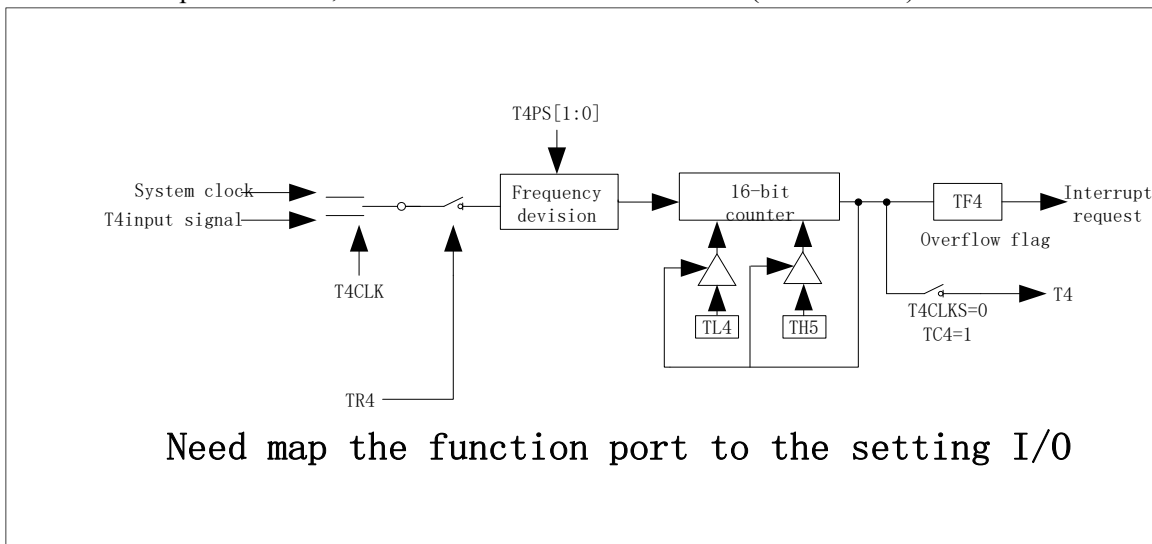 T4PS[1:0]
System clock
T4input signal
Frequency
devision
16-bit
counter
TF4
Interrupt
request
Overflow flag
T4CLK
TL4
TH5
T4CLKS=0
TC4=1
T4
TR4
Need map the function port to the setting I/O